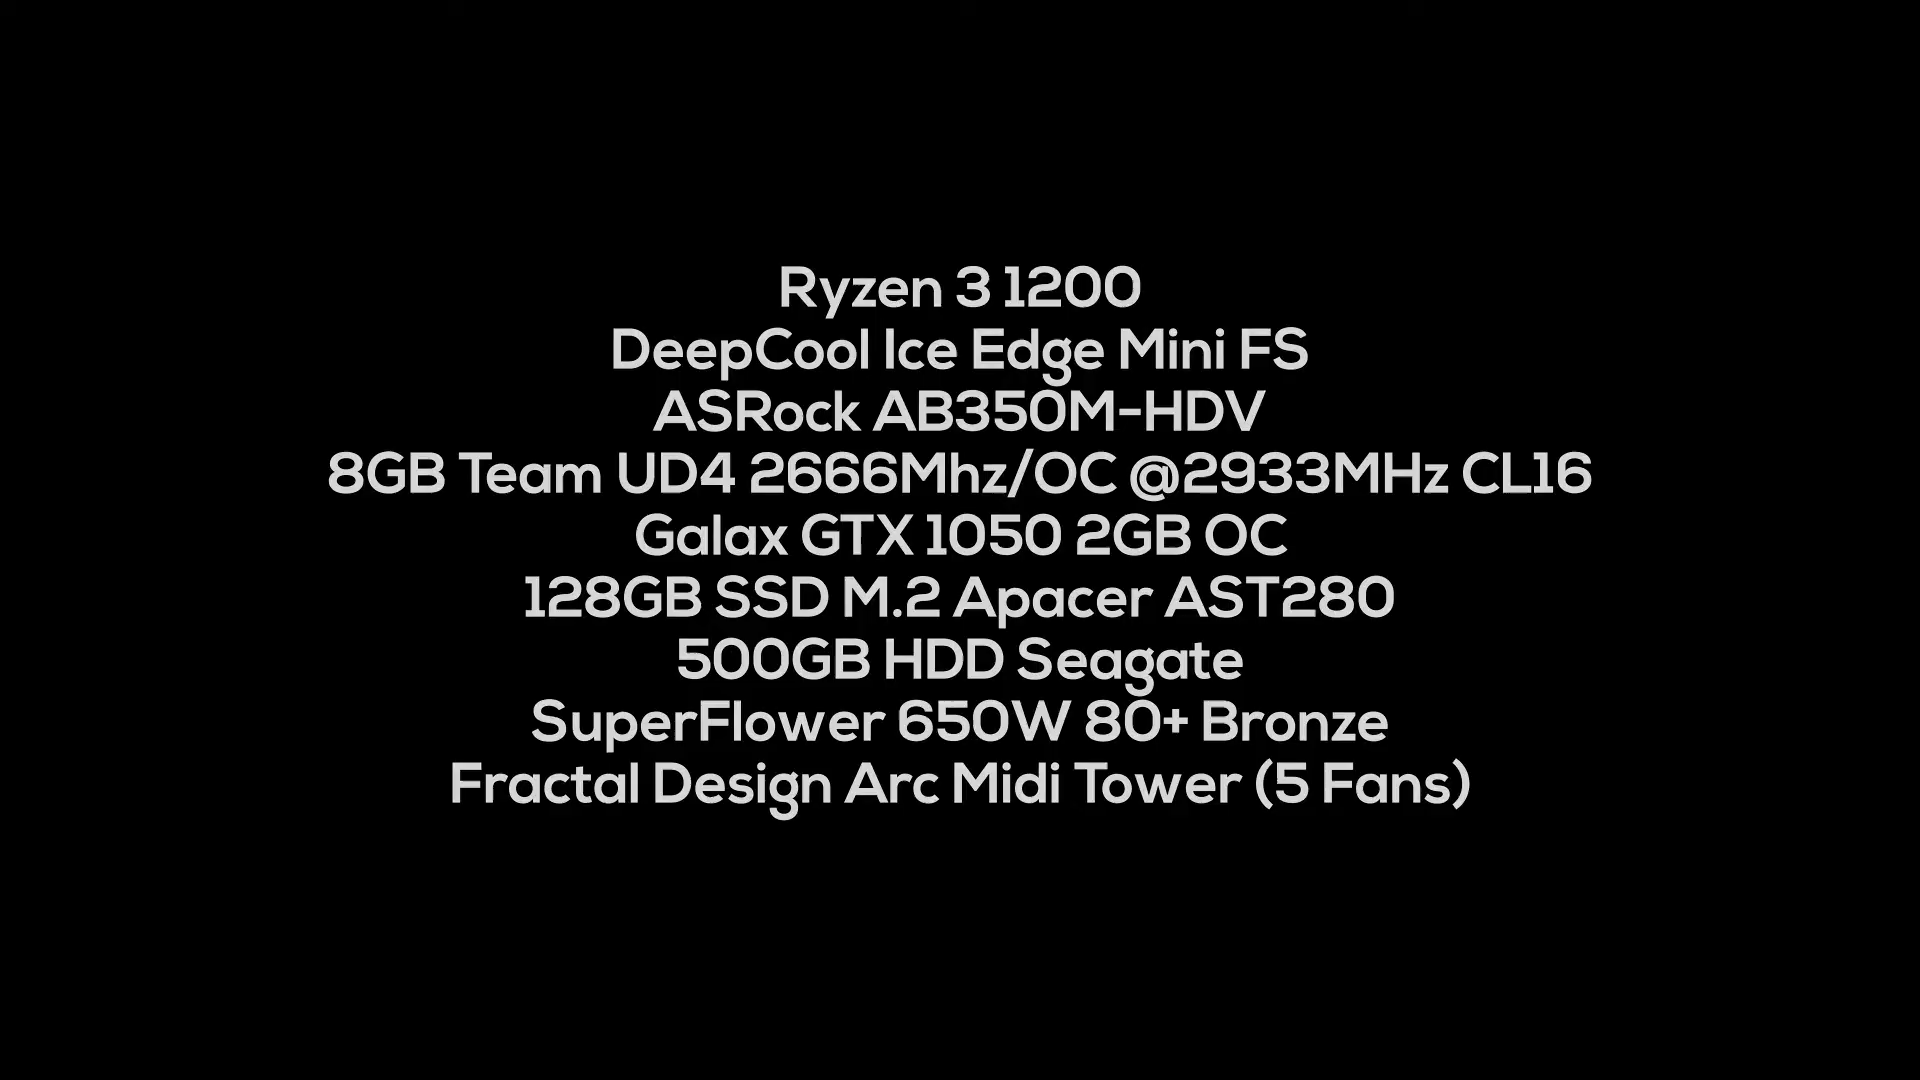 Ryzen 3 1200
DeepCool Ice Edge Mini FS
ASRock AB350M-HDV
8GB Team UD4 2666Mhz/OC @2933MHz CL16
Galax GTX 1050 2GB OC
128GB SSD M.2 Apacer AST280
500GB HDD Seagate
SuperFlower 650W 80+ Bronze
Fractal Design Arc Midi Tower (5 Fans)